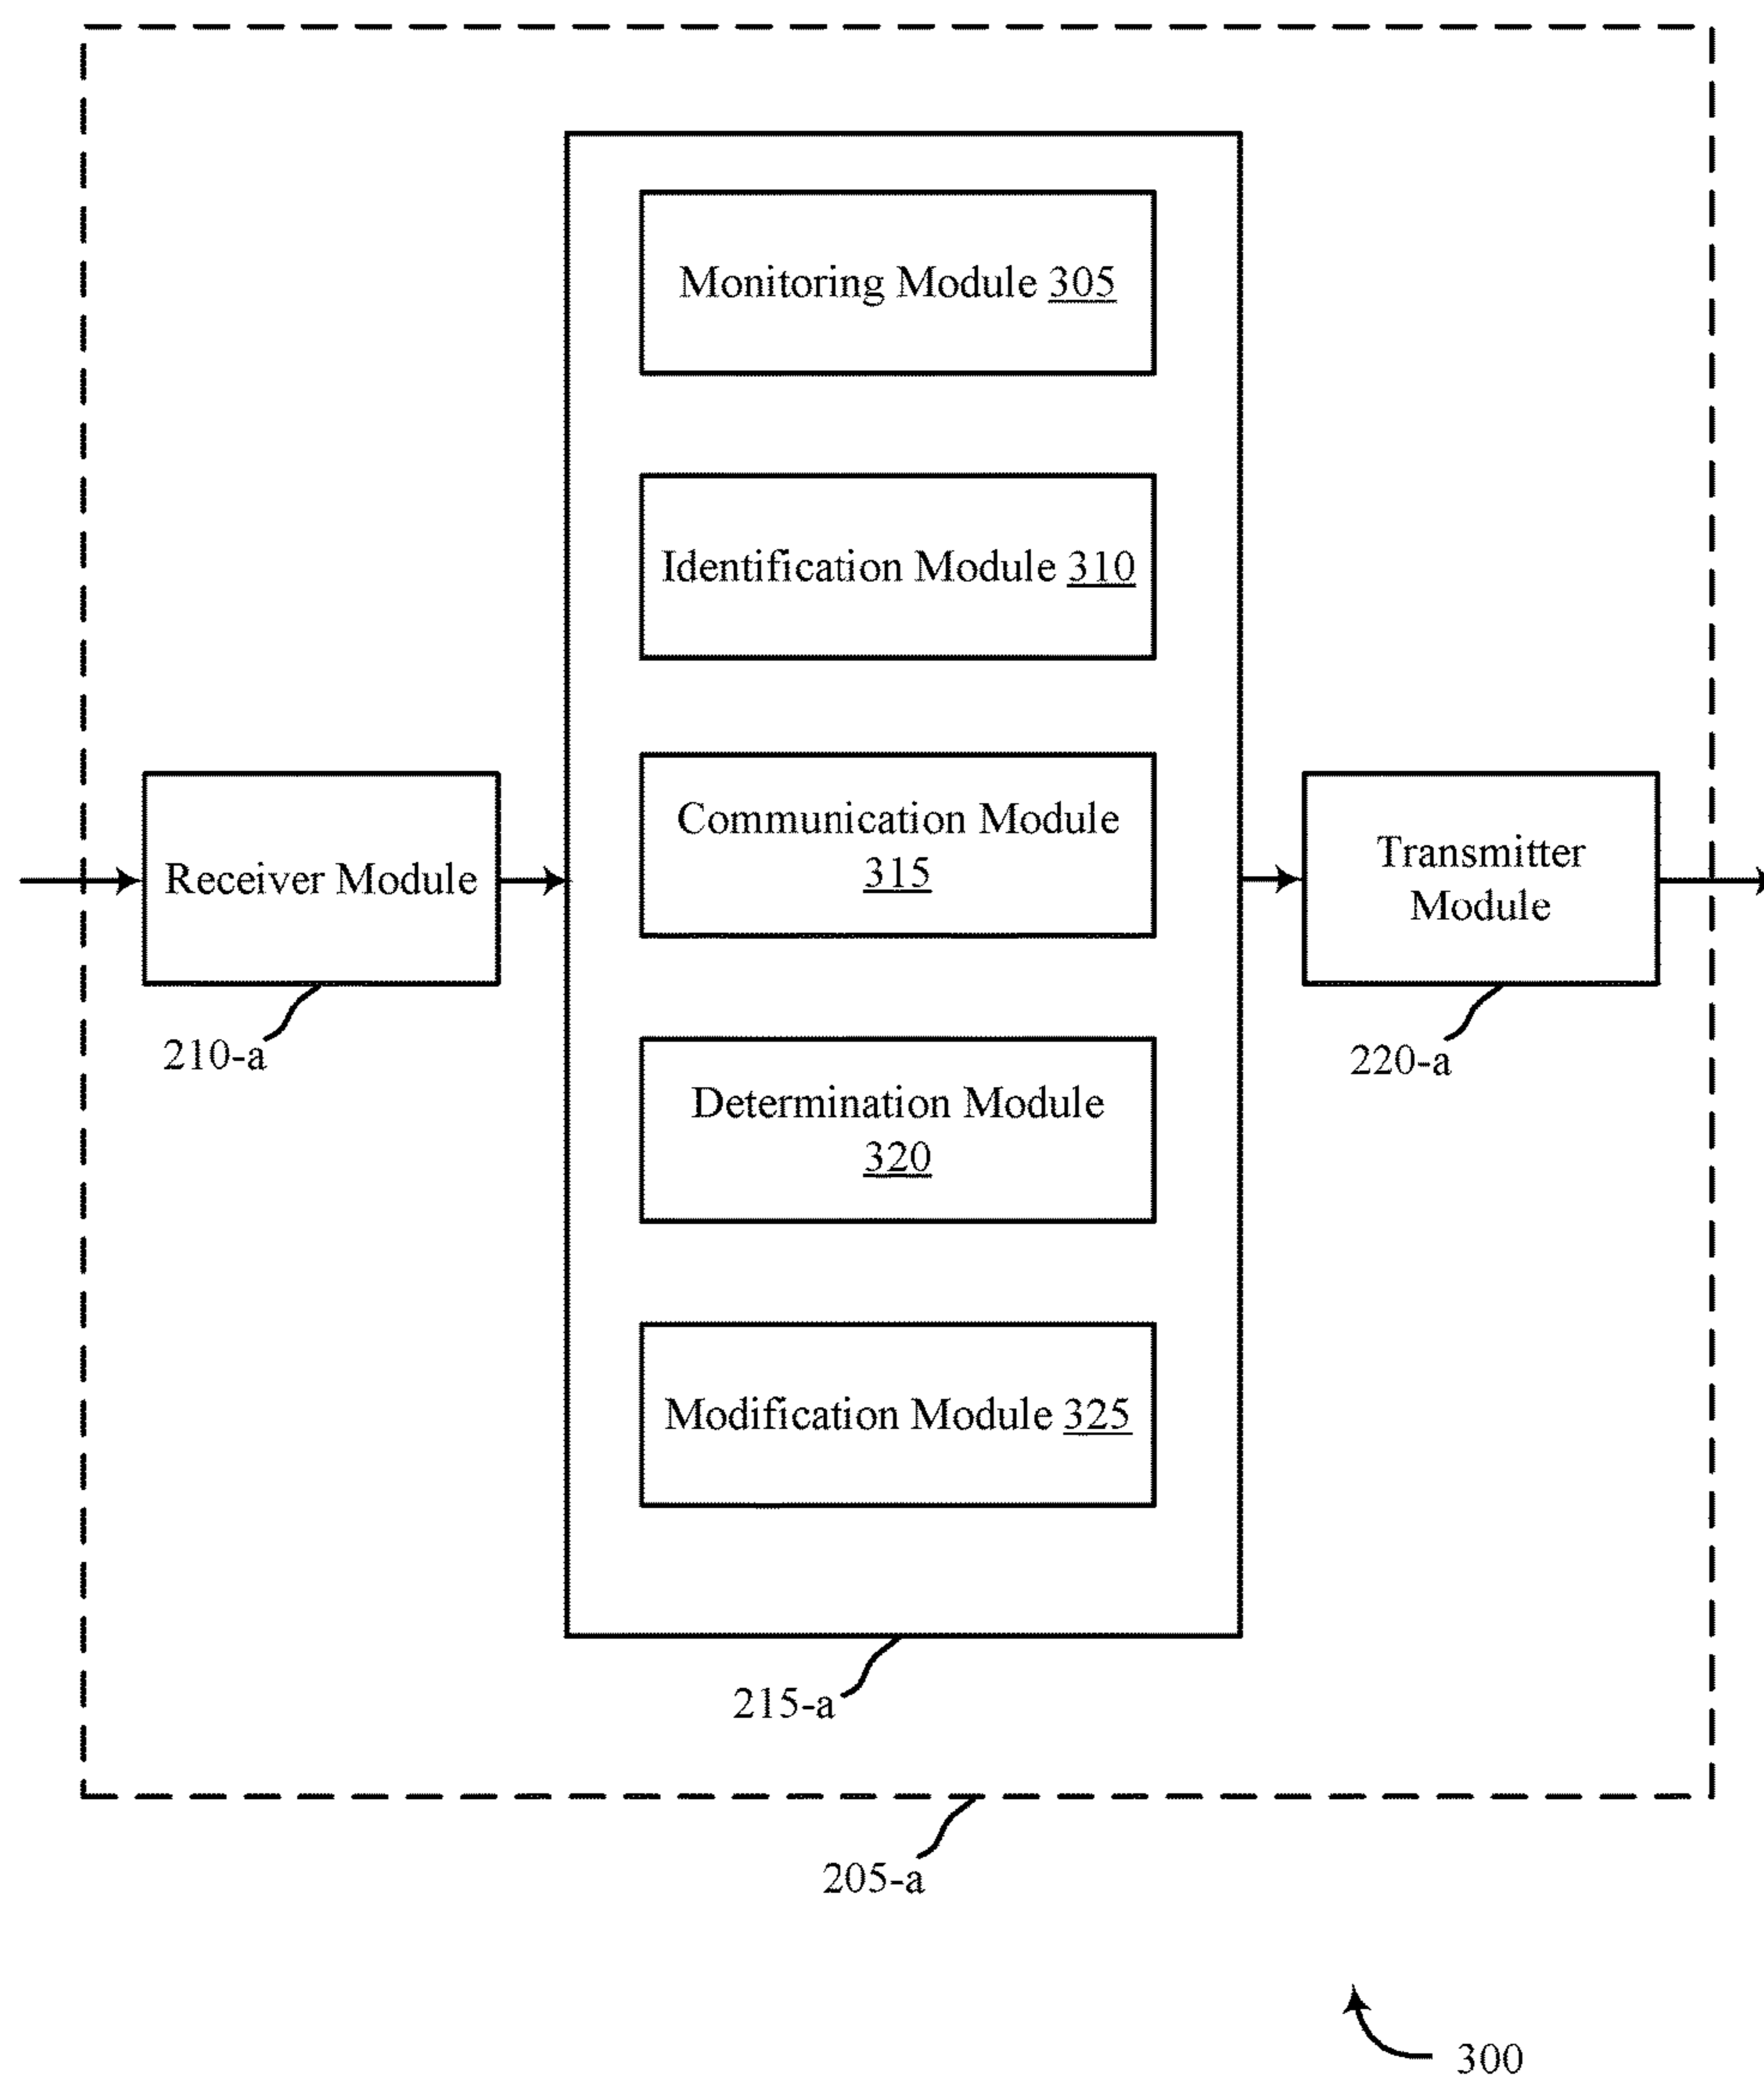 Monitoring Module 305
Identification Module 310
Communication Module
315
Receiver Module
Transmitter
Module
210-a
220-a
Determination Module
320
Modification Module 325
215-a
205-a
300